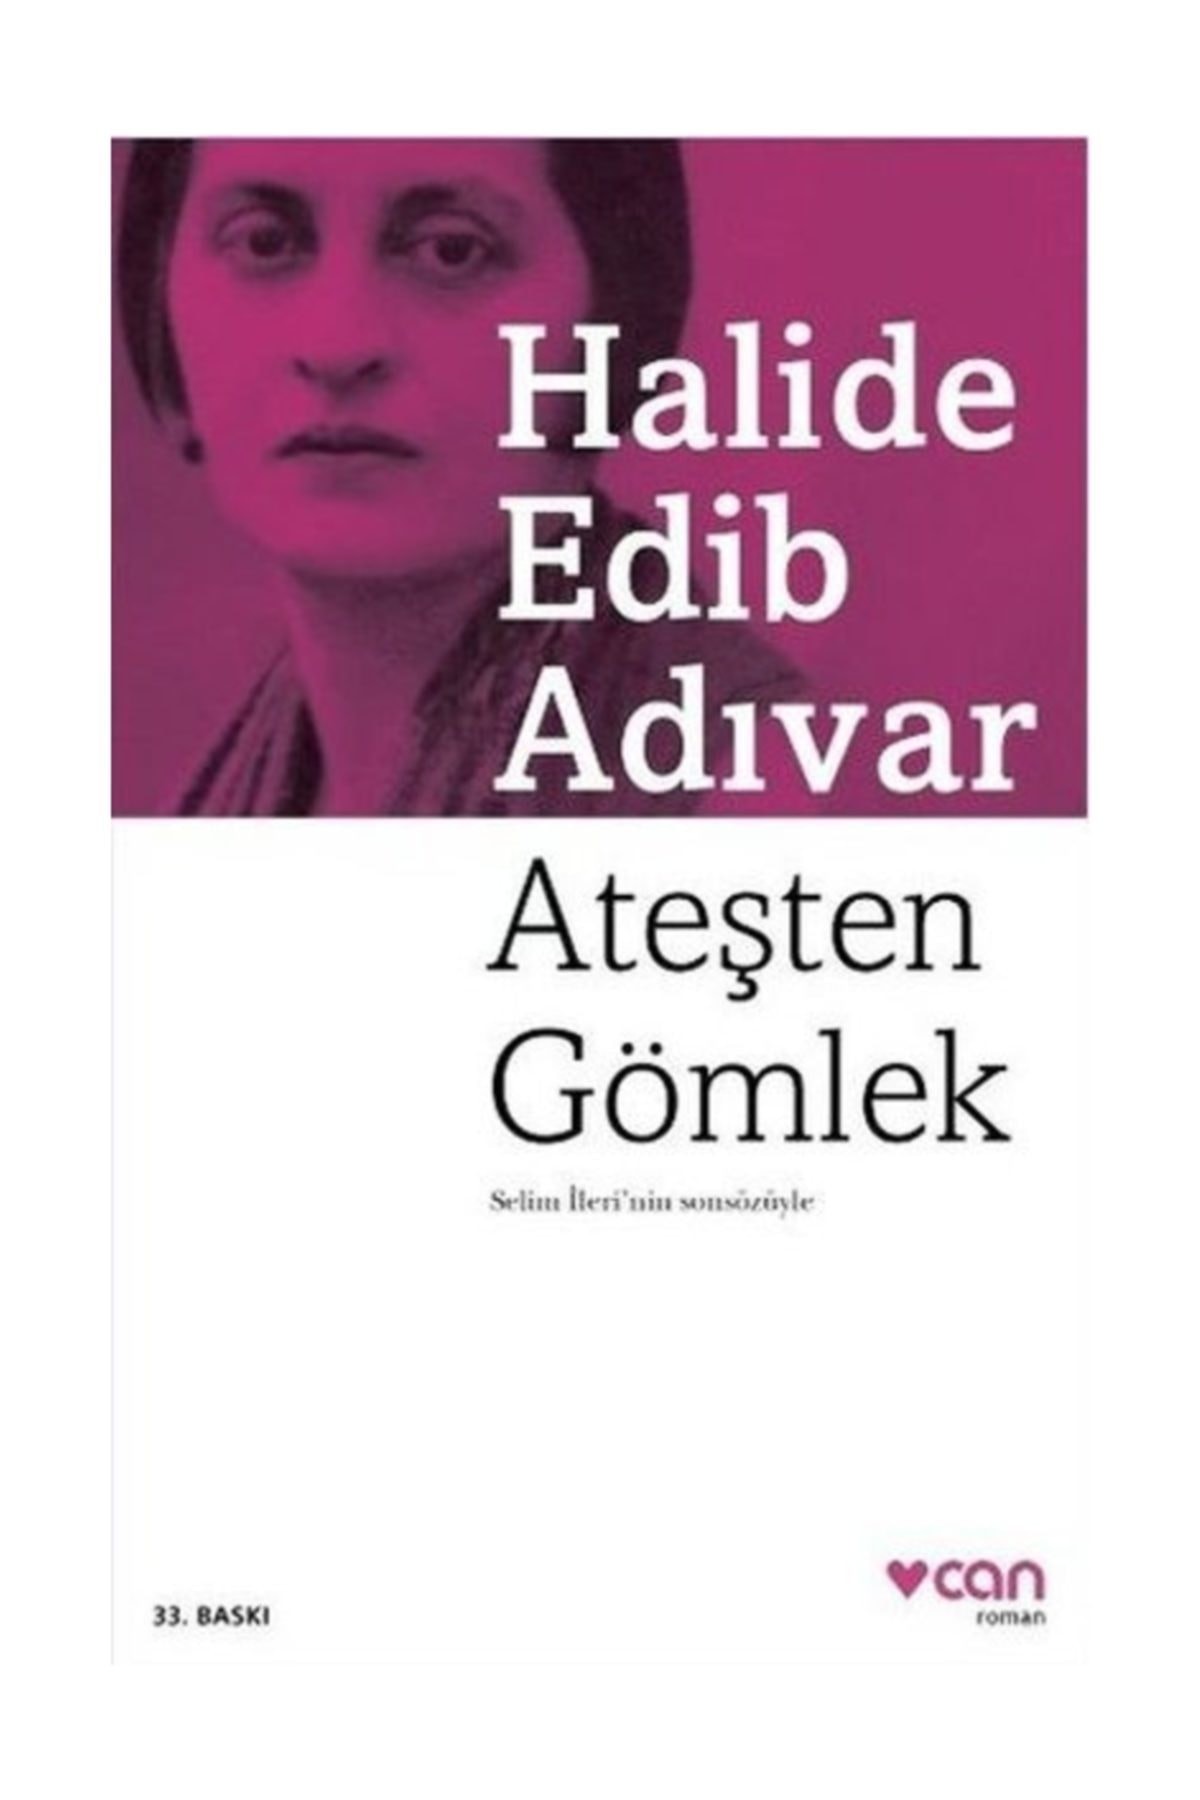 Halide
Edib
Adıvar
Ateşten
Gömlek
Selim İleri'nin sonsözüyle
can
roman
33. BASKI